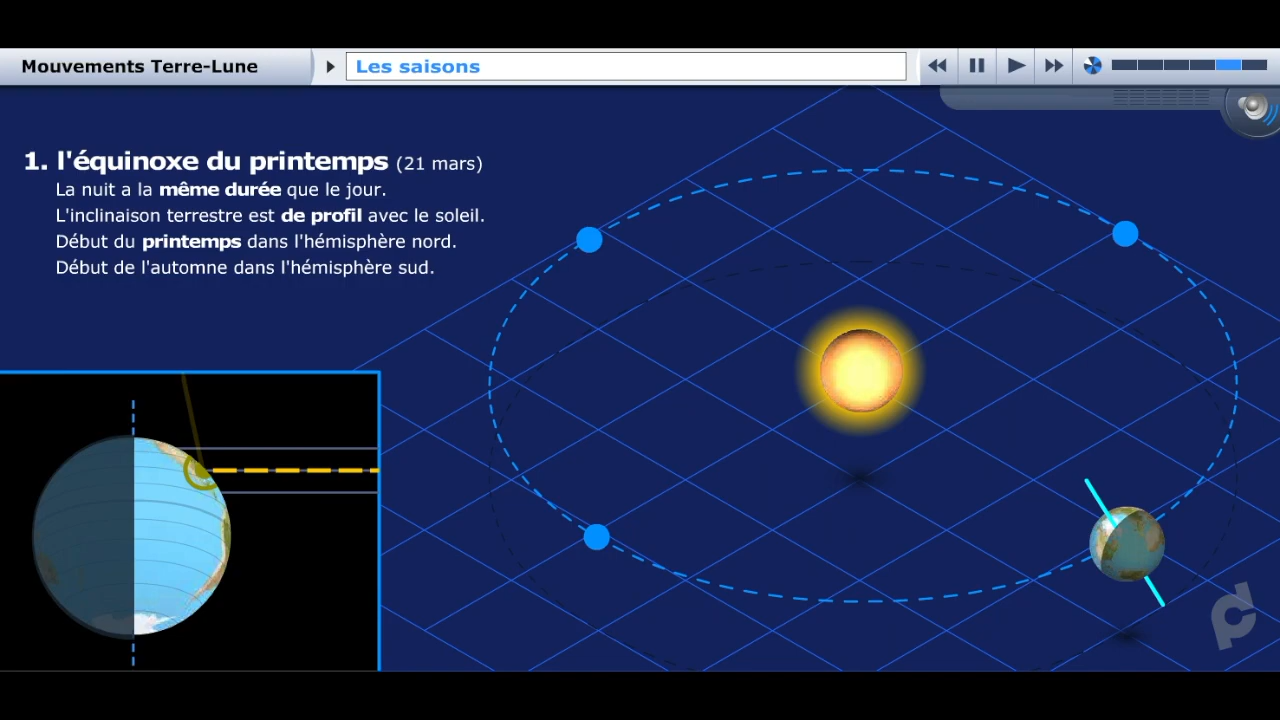 Mouvements Terre-Lune
Les saisons
1. l'équinoxe du printemps (21 mars)
La nuit a la même durée que le jour.
L'inclinaison terrestre est de profil avec le soleil.
Début du printemps dans l'hémisphère nord.
Début de l'automne dans l'hémisphère sud.